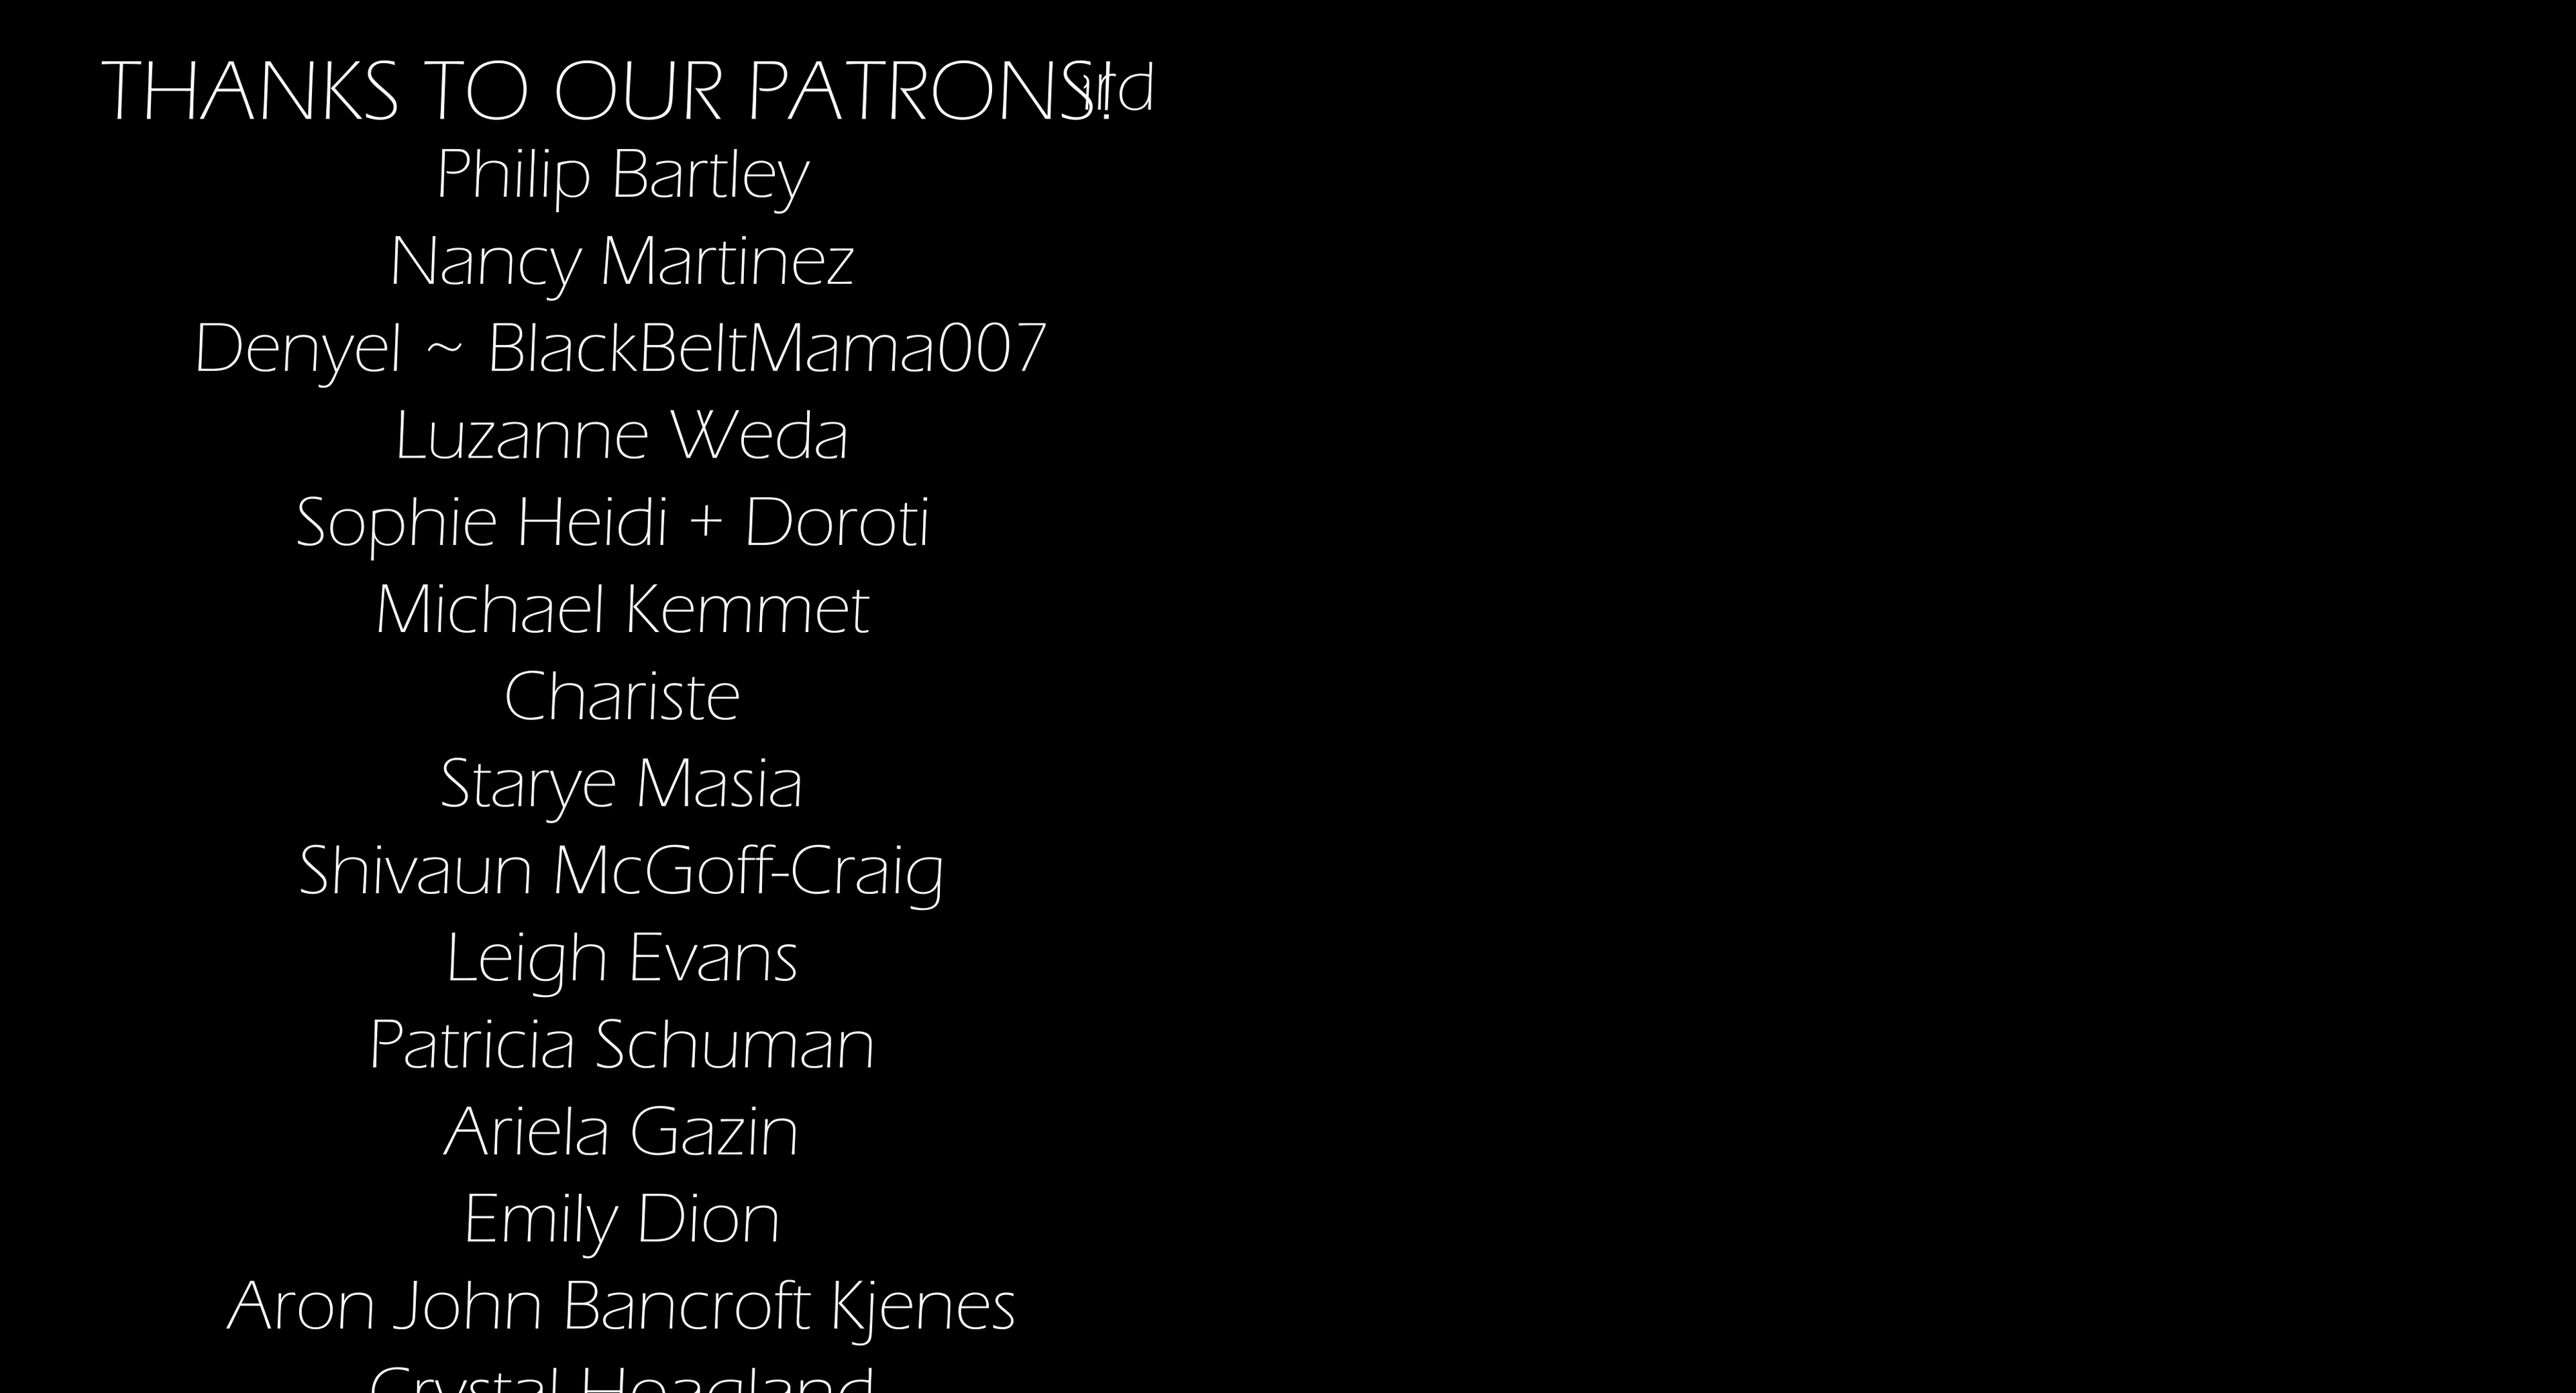 THANKS TO OUR PATRONS!
Philip Bartley
Nancy Martinez
Denyel ~ BlackBeltMama007
Luzanne Weda
Sophie Heidi + Doroti
Michael Kemmet
Chariste
Starye Masia
Shivaun McGoff-Craig
Leigh Evans
Patricia Schuman
Ariela Gazin
Emily Dion
Aron John Bancroft Kjenes
Crystal Hoagland